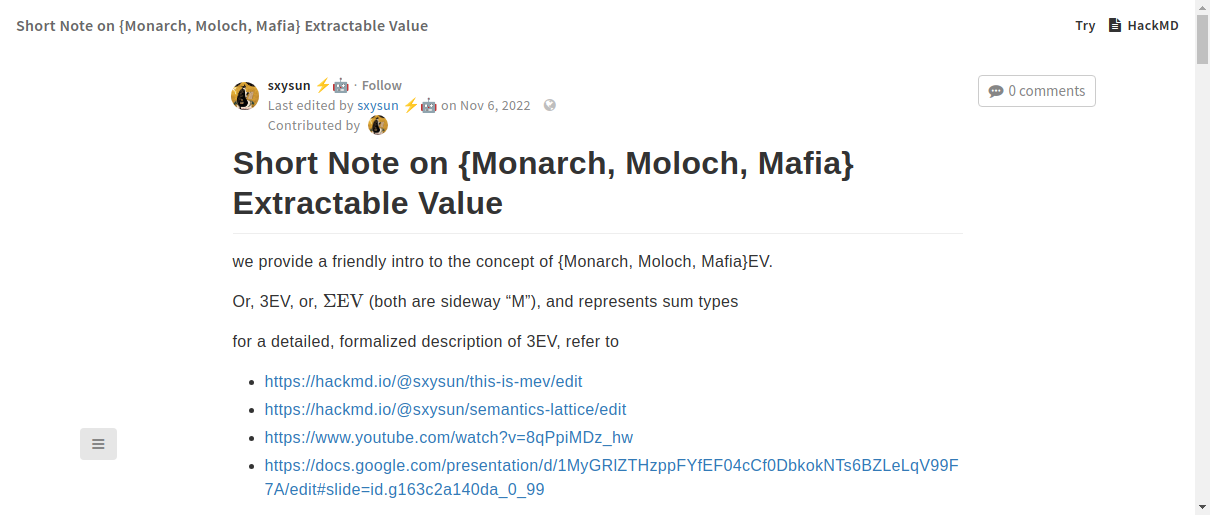 Short Note on {Monarch, Moloch, Mafia} Extractable Value
Try HackMD
sxysun ⚡🤖 · Follow
0 comments
Last edited by sxysun ⚡🤖 on Nov 6, 2022
Contributed by
Short Note on {Monarch, Moloch, Mafia}
Extractable Value
we provide a friendly intro to the concept of {Monarch, Moloch, Mafia}EV.
Or, 3EV, or, ΣEV (both are sideway “M”), and represents sum types
for a detailed, formalized description of 3EV, refer to
• https://hackmd.io/@sxysun/this-is-mev/edit
• https://hackmd.io/@sxysun/semantics-lattice/edit
• https://www.youtube.com/watch?v=8qPpiMDz_hw
• https://docs.google.com/presentation/d/1MyGRlZTHzppFYfEF04cCf0DbkokNTs6BZLeLqV99F
7A/edit#slide=id.g163c2a140da_0_99